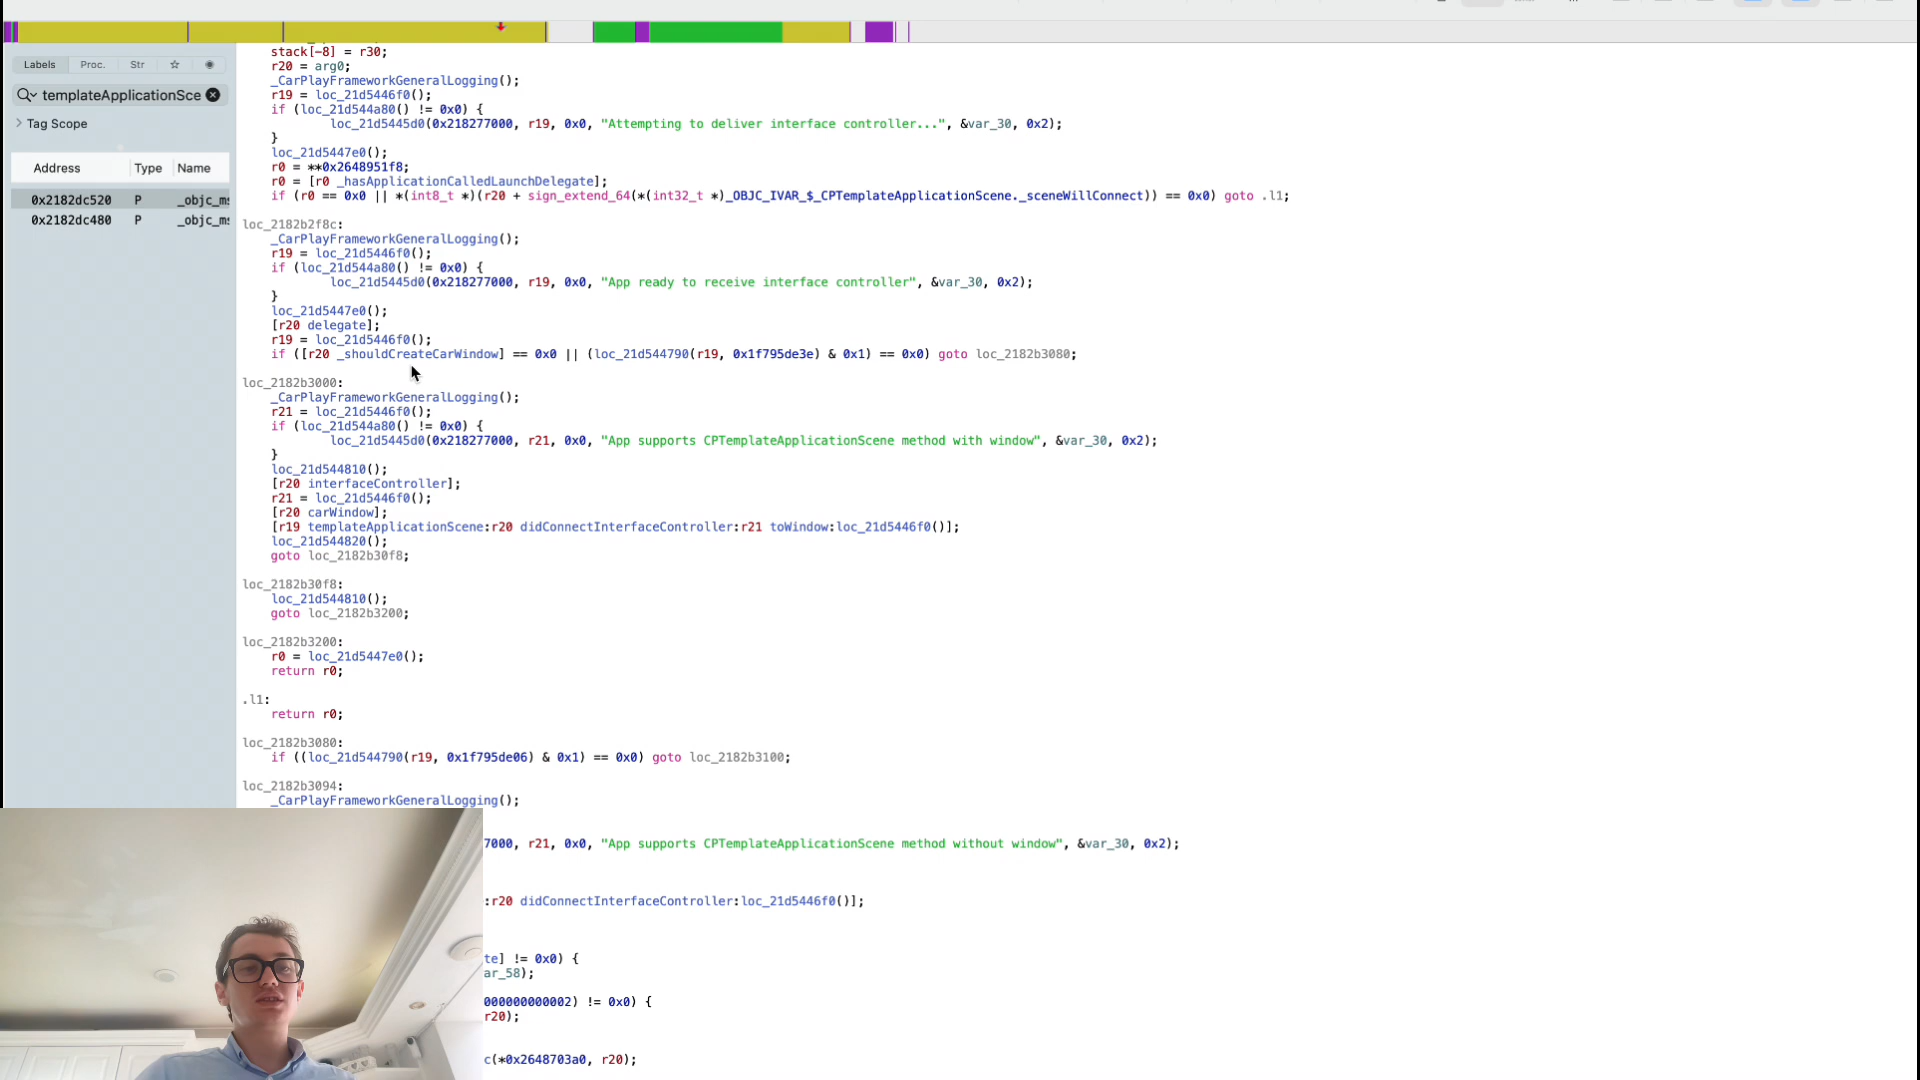 stack[-8] = r30;
Labels Proc. Str
r20 = arg0;
_CarPlayFrameworkGeneralLogging();
templateApplicationSce
r19 = loc_21d5446f0();
if (loc_21d544a80() != 0x0) {
Tag Scope
loc_21d5445d0(0x218277000, r19, 0x0, "Attempting to deliver interface controller...", &var_30, 0x2);
}
loc_21d5447e0();
Address Type Name
r0 = **0x2648951f8;
r0 = [r0 _hasApplicationCalledLaunchDelegate];
0x2182dc520 P _objc_ms
if (r0 == 0x0 || *(int8_t *)(r20 + sign_extend_64(*(int32_t *)_OBJC_IVAR_$_CPTemplateApplicationScene._sceneWillConnect)) == 0x0) goto .l1;
0x2182dc480 P _objc_ms
loc_2182b2f8c:
_CarPlayFrameworkGeneralLogging();
r19 = loc_21d5446f0();
if (loc_21d544a80() != 0x0) {
loc_21d5445d0(0x218277000, r19, 0x0, "App ready to receive interface controller", &var_30, 0x2);
}
loc_21d5447e0();
[r20 delegate];
r19 = loc_21d5446f0();
if ([r20 _shouldCreateCarWindow] == 0x0 || (loc_21d544790(r19, 0x1f795de3e) & 0x1) == 0x0) goto loc_2182b3080;
loc_2182b3000:
_CarPlayFrameworkGeneralLogging();
r21 = loc_21d5446f0();
if (loc_21d544a80() != 0x0) {
loc_21d5445d0(0x218277000, r21, 0x0, "App supports CPTemplateApplicationScene method with window", &var_30, 0x2);
}
loc_21d544810();
[r20 interfaceController];
r21 = loc_21d5446f0();
[r20 carWindow];
[r19 templateApplicationScene:r20 didConnectInterfaceController:r21 toWindow:loc_21d5446f0()];
loc_21d544820();
goto loc_2182b30f8;
loc_2182b30f8:
loc_21d544810();
goto loc_2182b3200;
loc_2182b3200:
r0 = loc_21d5447e0();
return r0;
.l1:
return r0;
loc_2182b3080:
if ((loc_21d544790(r19, 0x1f795de06) & 0x1) == 0x0) goto loc_2182b3100;
loc_2182b3094:
_CarPlayFrameworkGeneralLogging();
7000, r21, 0x0, "App supports CPTemplateApplicationScene method without window", &var_30, 0x2);
:r20 didConnectInterfaceController:loc_21d5446f0()];
te] != 0x0) {
ar_58);
000000000002) != 0x0) {
r20);
c(*0x2648703a0, r20);